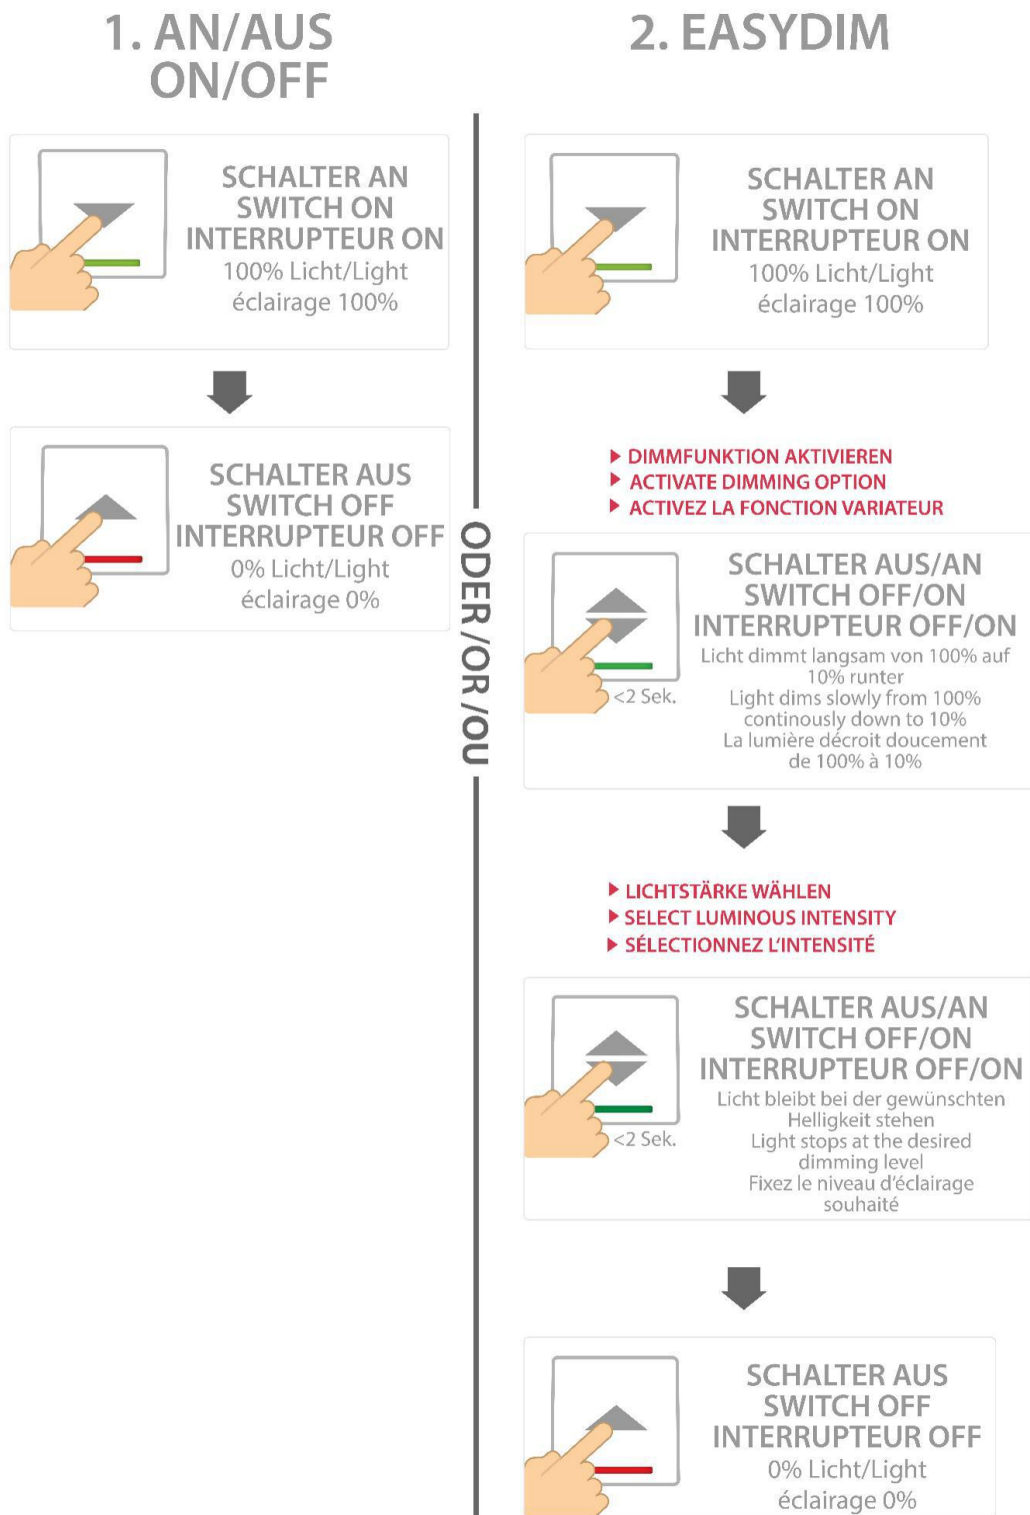 1. AN/AUS
ON/OFF
SCHALTER AN
SWITCH ON
INTERRUPTEUR ON
100% Licht/Light
éclairage 100%
SCHALTER AUS
SWITCH OFF
INTERRUPTEUR OFF
0% Licht/Light
éclairage 0%
ODER/OR/OU
2. EASYDIM
SCHALTER AN
SWITCH ON
INTERRUPTEUR ON
100% Licht/Light
éclairage 100%
DIMMFUNKTION AKTIVIEREN
ACTIVATE DIMMING OPTION
ACTIVEZ LA FONCTION VARIATEUR
<2 Sek.
SCHALTER AUS/AN
SWITCH OFF/ON
INTERRUPTEUR OFF/ON
Licht dimmt langsam von 100% auf
10% runter
Light dims slowly from 100%
continously down to 10%
La lumière décroit doucement
de 100% à 10%
LICHTSTÄRKE WÄHLEN
SELECT LUMINOUS INTENSITY
SÉLECTIONNEZ L'INTENSITÉ
<2 Sek.
SCHALTER AUS/AN
SWITCH OFF/ON
INTERRUPTEUR OFF/ON
Licht bleibt bei der gewünschten
Helligkeit stehen
Light stops at the desired
dimming level
Fixez le niveau d'éclairage
souhaité
SCHALTER AUS
SWITCH OFF
INTERRUPTEUR OFF
0% Licht/Light
éclairage 0%